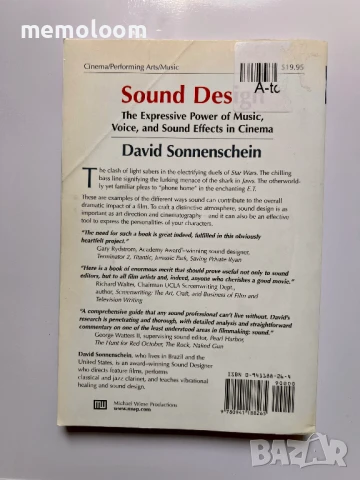 memoloom
Cinema/Performing Arts/Music
$19.95
A-to
Sound Design
The Expressive Power of Music,
Voice, and Sound Effects in Cinema
David Sonnenschein
The clash of light sabers in the electrifying duels of Star Wars. The chilling
bass line signifying the lurking menace of the shark in Jaws. The otherworld-
ly yet familiar pleas to "phone home" in the enchanting E.T.
These are examples of the different ways sound can contribute to the overall
dramatic impact of a film. To craft a distinctive atmosphere, sound design is as
important as art direction and cinematography – and it can also be an effective
tool to express the personalities of your characters.
"The need for such a book is great indeed, fulfilled in this obviously
heartfelt project."
Gary Rydstrom, Academy Award®-winning sound designer,
Terminator 2, Titanic, Jurassic Park, Saving Private Ryan
"Here is a book of enormous merit that should prove useful not only to sound
editors, but to all film artists and, indeed, anyone who cherishes a good movie."
Richard Walter, Chairman UCLA Screenwriting Dept.,
author, Screenwriting: The Art, Craft, and Business of Film and
Television Writing
"A comprehensive guide that any sound professional can't live without. David's
research is penetrating and thorough, with detailed analysis and straightforward
commentary on one of the least understood areas in filmmaking: sound."
George Watters II, supervising sound editor, Pearl Harbor,
The Hunt for Red October, The Rock, Naked Gun
David Sonnenschein, who lives in Brazil and the
United States, is an award-winning Sound Designer
who directs feature films, performs
classical and jazz clarinet, and teaches vibrational
healing and sound design.
ISBN 0-941188-26-4
90000
9 780941 188265
MW
Michael Wiese Productions
www.mwp.com
bazar